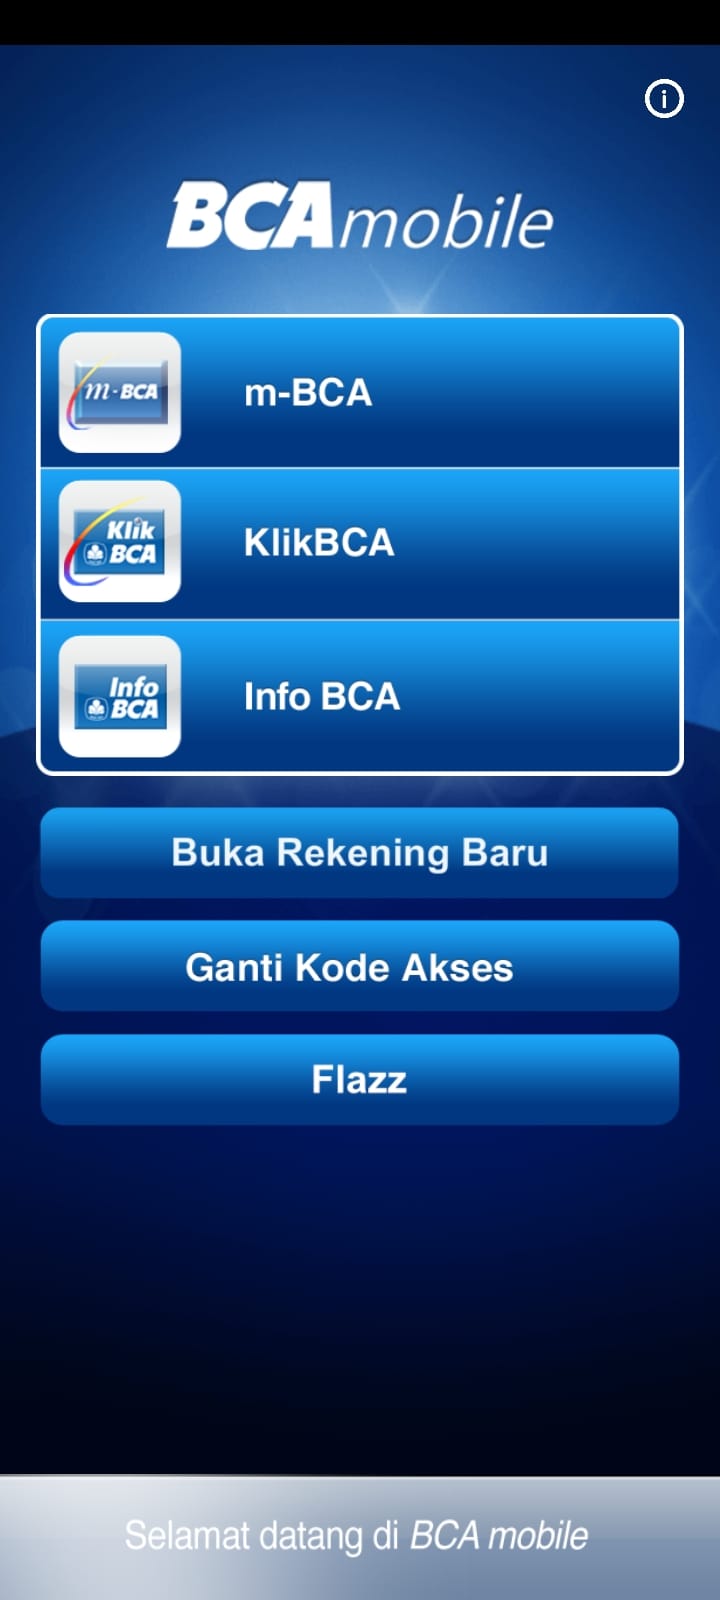 BCA mobile
m-BCA
m-BCA
Klik
BCA
KlikBCA
Info
BCA
Info BCA
Buka Rekening Baru
Ganti Kode Akses
Flazz
Selamat datang di BCA mobile